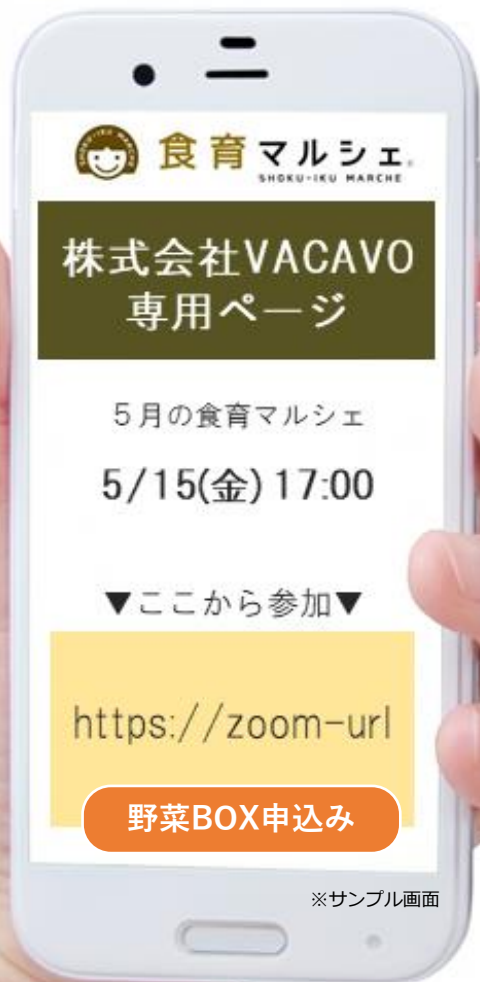 食育マルシェ®
SHOKU-IKU MARCHE
株式会社VACAVO
専用ページ
5月の食育マルシェ
5/15(金) 17:00
▼ここから参加▼
https://zoom-url
野菜BOX申込み
※サンプル画面